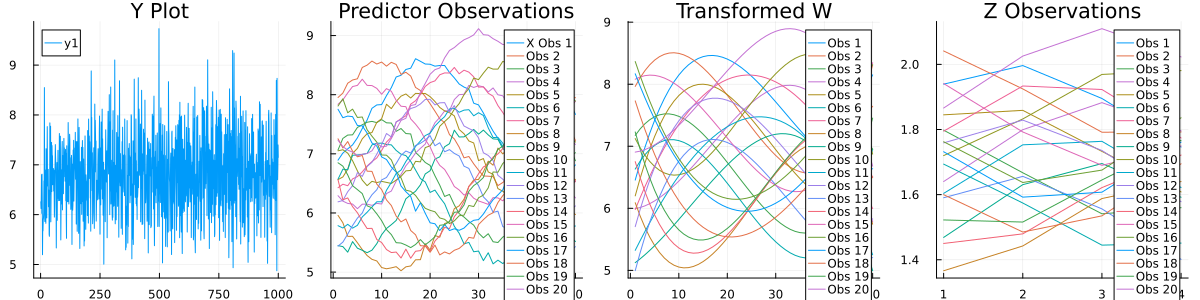 Y Plot
y1
9
8
7
6
5
0
250
500
750
1000
Predictor Observations
9
8
7
6
5
0
10
20
30
0
X Obs 1
Obs 2
Obs 3
Obs 4
Obs 5
Obs 6
Obs 7
Obs 8
Obs 9
Obs 10
Obs 11
Obs 12
Obs 13
Obs 14
Obs 15
Obs 16
Obs 17
Obs 18
Obs 19
Obs 20
Transformed W
9
8
7
6
5
0
10
20
30
0
Obs 1
Obs 2
Obs 3
Obs 4
Obs 5
Obs 6
Obs 7
Obs 8
Obs 9
Obs 10
Obs 11
Obs 12
Obs 13
Obs 14
Obs 15
Obs 16
Obs 17
Obs 18
Obs 19
Obs 20
Z Observations
2.0
1.8
1.6
1.4
1
2
3
Obs 1
Obs 2
Obs 3
Obs 4
Obs 5
Obs 6
Obs 7
Obs 8
Obs 9
Obs 10
Obs 11
Obs 12
Obs 13
Obs 14
Obs 15
Obs 16
Obs 17
Obs 18
Obs 19
Obs 20